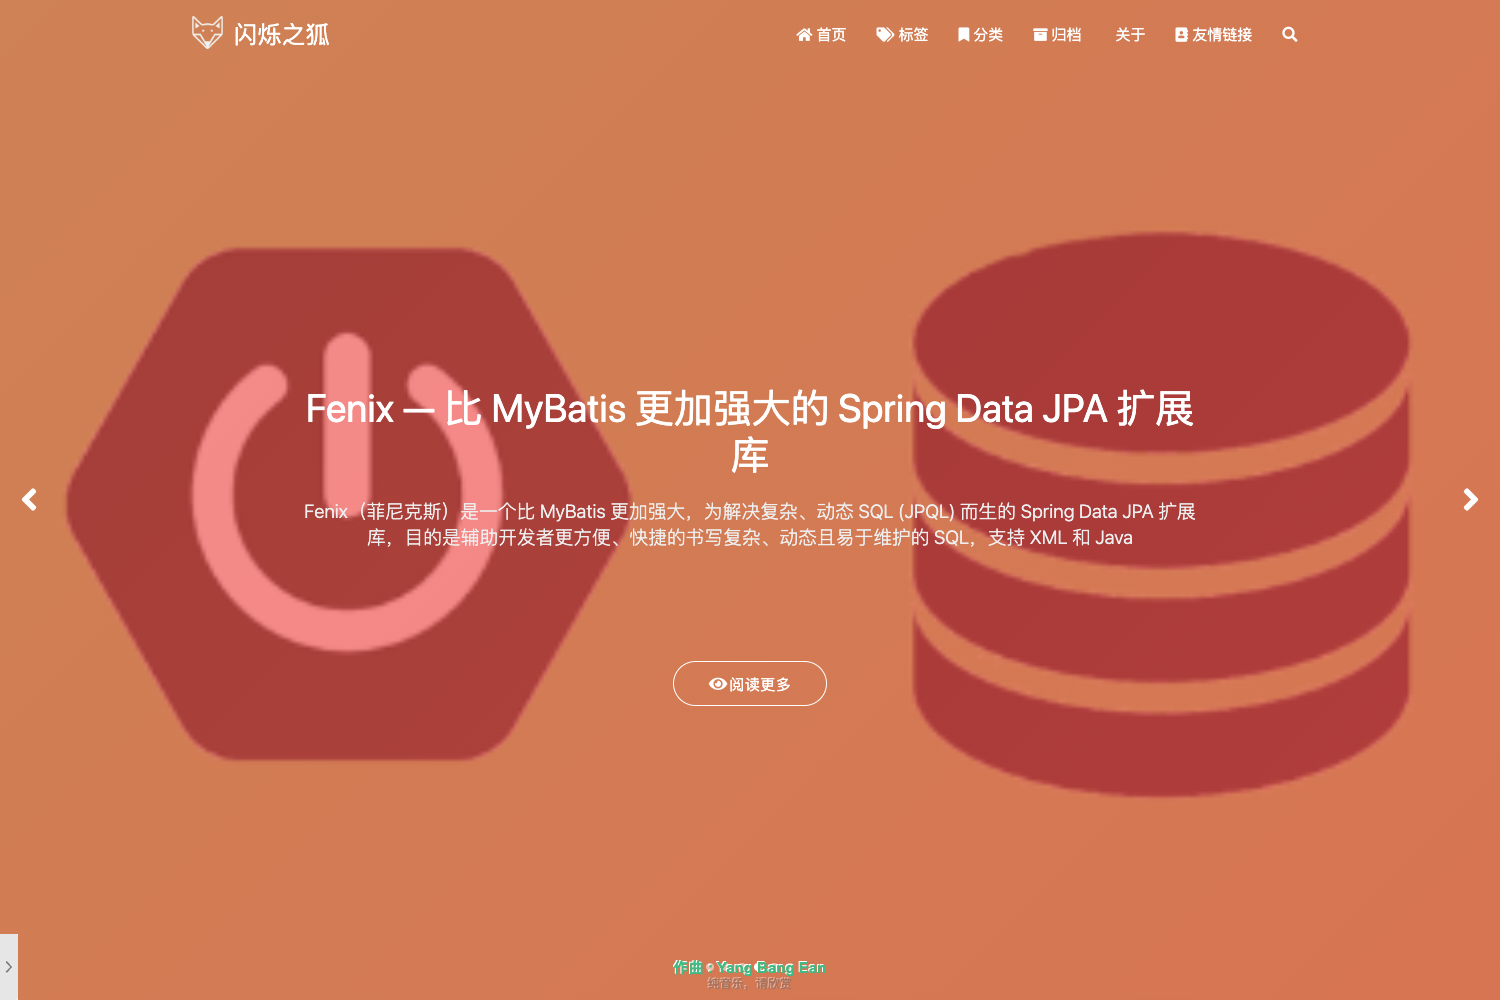 闪烁之狐
首页 标签 分类 归档 关于 友情链接
Fenix — 比 MyBatis 更加强大的 Spring Data JPA 扩展
库
Fenix（菲尼克斯）是一个比 MyBatis 更加强大，为解决复杂、动态 SQL (JPQL) 而生的 Spring Data JPA 扩展
库，目的是辅助开发者更方便、快捷的书写复杂、动态且易于维护的 SQL，支持 XML 和 Java
阅读更多
作曲 : Yang Bang Ean
纯音乐，请欣赏